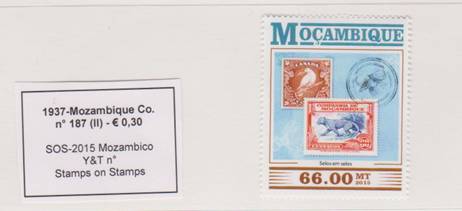 1937-Mozambique Co.
n° 187 (II) - € 0,30
SOS-2015 Mozambico
Y&T n°
Stamps on Stamps
MOÇAMBIQUE
CANADA
COMPANHIA DE
MOÇAMBIQUE
Selos em selos
66.00 MT
2015